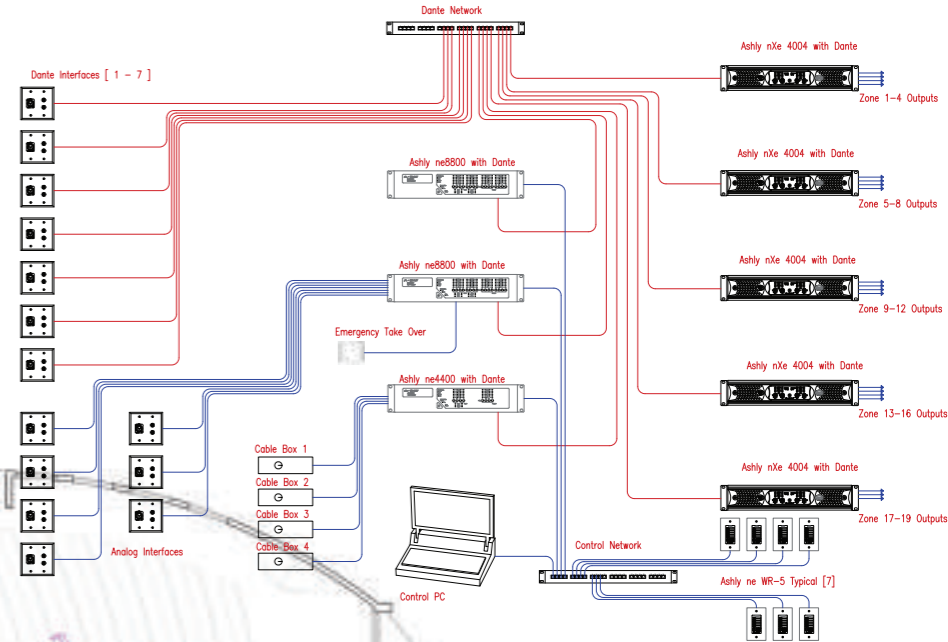 Dante Network
Ashly nXe 4004 with Dante
Dante Interfaces [ 1 - 7 ]
Zone 1-4 Outputs
Ashly nXe 4004 with Dante
Ashly ne8800 with Dante
Zone 5-8 Outputs
Ashly nXe 4004 with Dante
Ashly ne8800 with Dante
Zone 9-12 Outputs
Emergency Take Over
Ashly nXe 4004 with Dante
Ashly ne4400 with Dante
Zone 13-16 Outputs
Cable Box 1
Ashly nXe 4004 with Dante
Cable Box 2
Cable Box 3
Zone 17-19 Outputs
Cable Box 4
Analog Interfaces
Control Network
Ashly ne WR-5 Typical [7]
Control PC